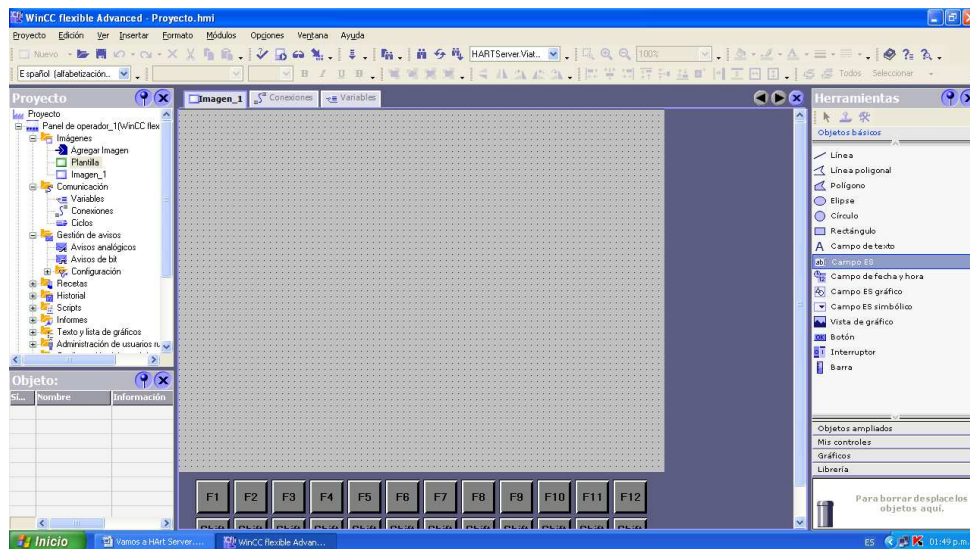 WinCC flexible Advanced - Proyecto.hmi
Proyecto Edición Ver Insertar Formato Módulos Opciones Ventana Ayuda
Nuevo HARTServer.Viat... 100%
Español (alfabetización... B I U Todos Seleccionar
Proyecto
Proyecto
Panel de operador_1(WinCC flex
Imágenes
Agregar Imagen
Plantilla
Imagen_1
Comunicación
Variables
Conexiones
Ciclos
Gestión de avisos
Avisos analógicos
Avisos de bit
Configuración
Recetas
Historial
Scripts
Informes
Texto y lista de gráficos
Administración de usuarios ru
Objeto:
Sí... Nombre Información
Imagen_1 Conexiones Variables
F1 F2 F3 F4 F5 F6 F7 F8 F9 F10 F11 F12
Herramientas
Objetos básicos
Línea
Línea poligonal
Polígono
Elipse
Círculo
Rectángulo
A Campo de texto
abl Campo ES
Campo de fecha y hora
Campo ES gráfico
Campo ES simbólico
Vista de gráfico
OK Botón
Interruptor
Barra
Objetos ampliados
Mis controles
Gráficos
Librería
Para borrar desplace los
objetos aquí.
Inicio Vamos a HArt Server.... WinCC flexible Advan... ES 01:49 p.m.